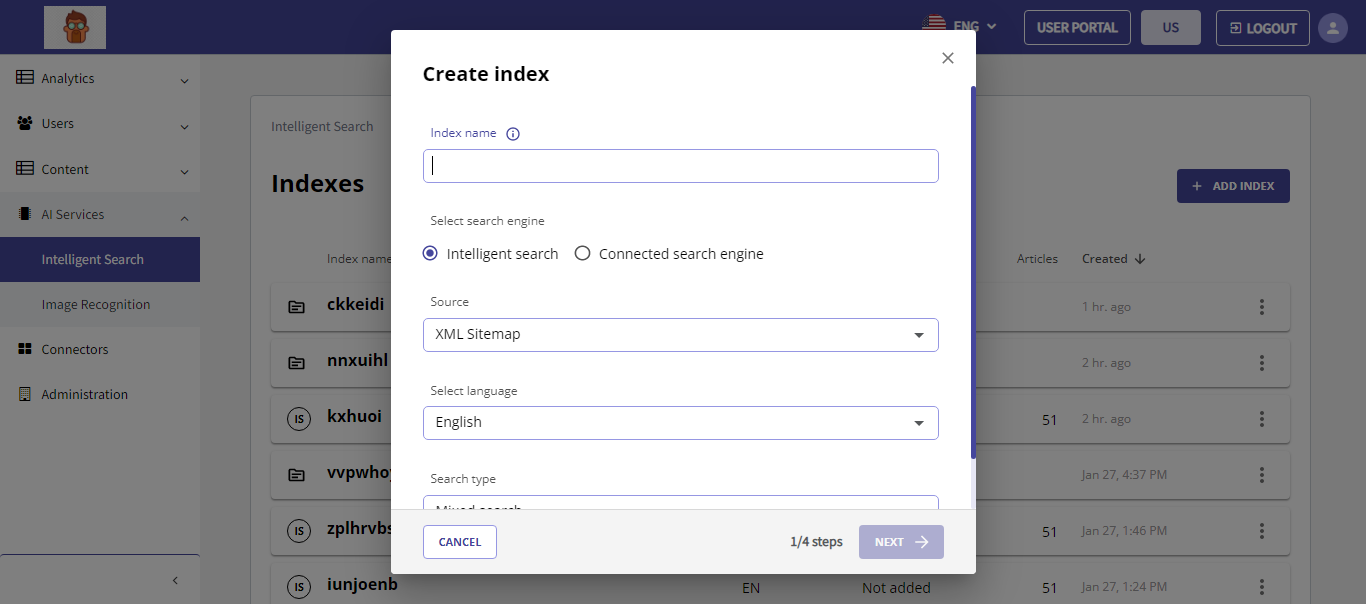 ENG
USER PORTAL
US
LOGOUT
Analytics
Users
Content
AI Services
Intelligent Search
Image Recognition
Connectors
Administration
Intelligent Search
Indexes
+ ADD INDEX
Index name
Articles
Created
ckkeidi
1 hr. ago
nnxuihl
2 hr. ago
IS
kxhuoi
51
2 hr. ago
Jan 27, 4:37 PM
IS
51
Jan 27, 1:46 PM
IS
iunjoenb
EN
Not added
51
Jan 27, 1:24 PM
Create index
Index name
Select search engine
Intelligent search
Connected search engine
Source
XML Sitemap
Select language
English
Search type
Mixed search
CANCEL
1/4 steps
NEXT